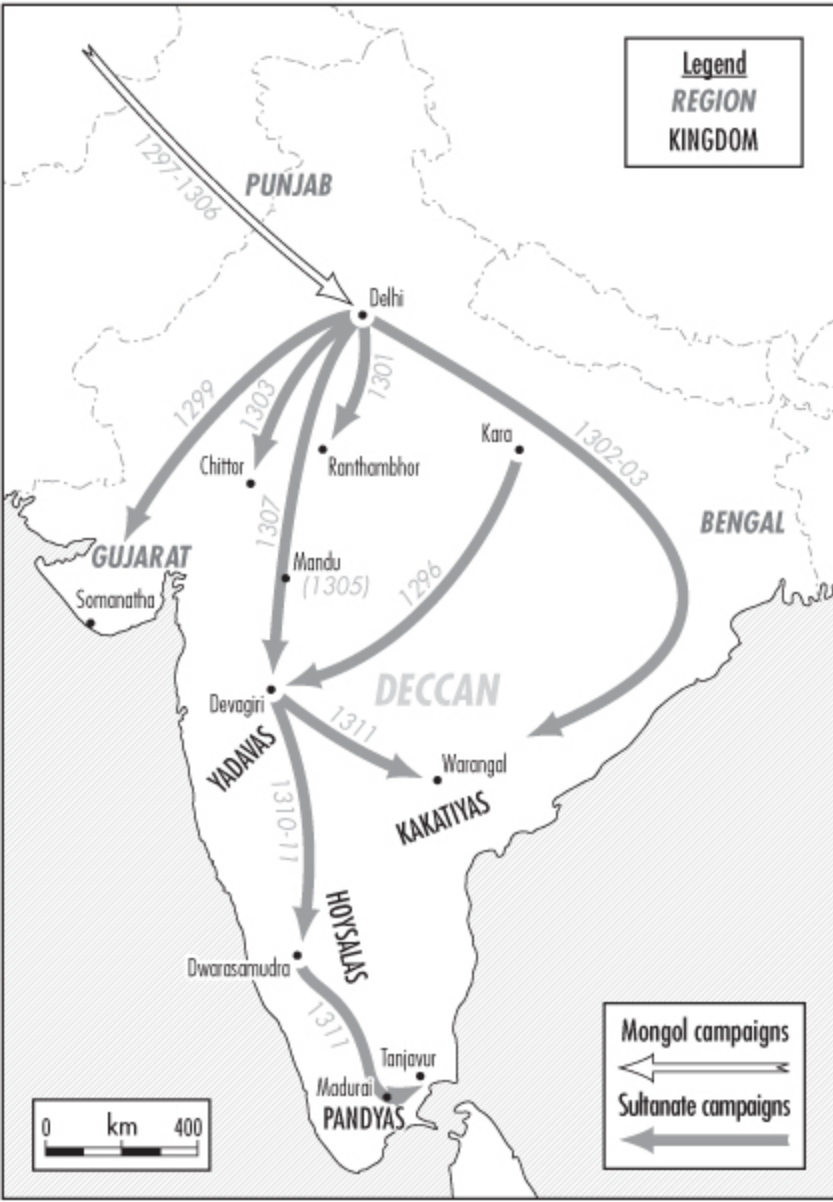 Legend
REGION
KINGDOM
1297-1306
PUNJAB
Delhi
1299
1303
1301
Kara
1302-03
Chittor
Ranthambhor
1307
BENGAL
GUJARAT
Mandu
(1305)
1296
Somanatha
DECCAN
Devagiri
1311
YADAVAS
Warangal
KAKATIYAS
1310-11
HOYSALAS
Dwarasamudra
1311
Tanjavur
Madurai
PANDYAS
Mongol campaigns
Sultanate campaigns
0 km 400